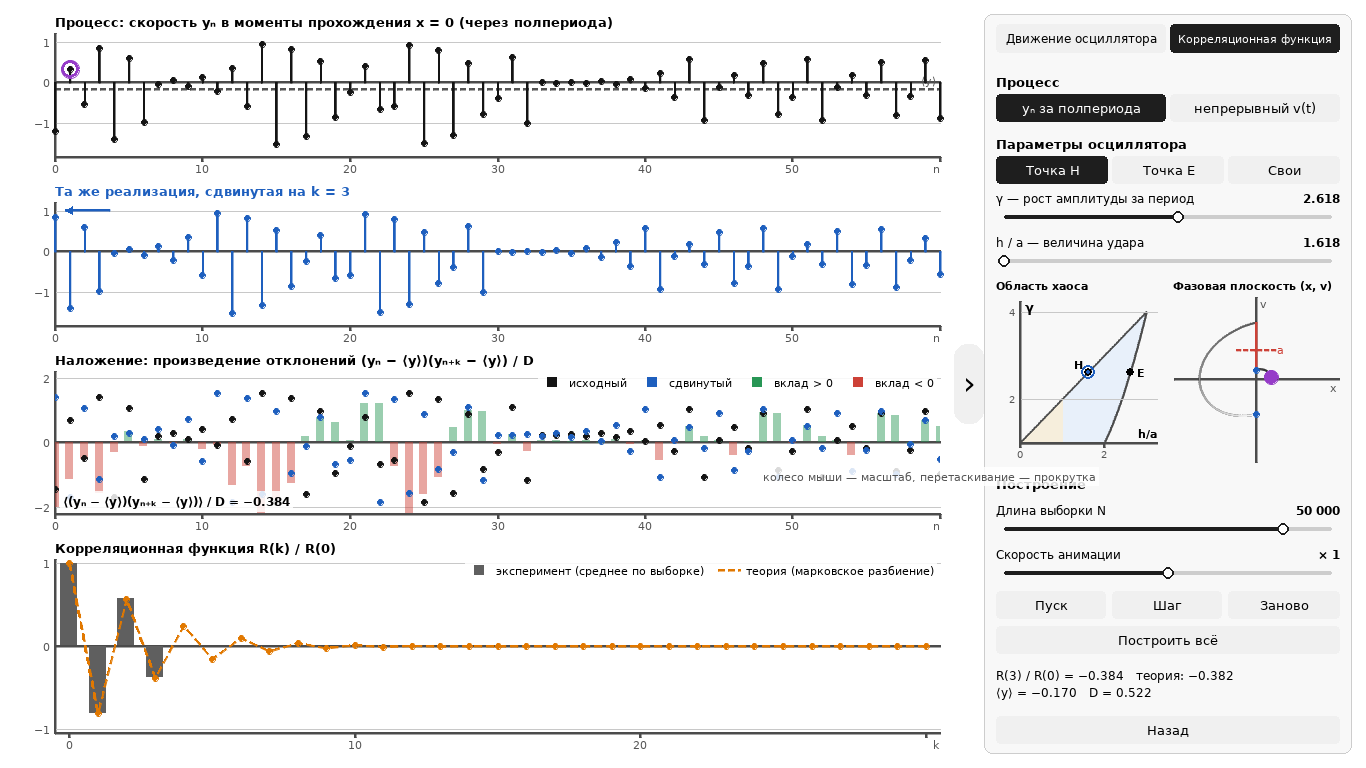 Процесс: скорость yₙ в моменты прохождения x = 0 (через полпериода)
1
0
−1
⟨y⟩
0 10 20 30 40 50 n
Та же реализация, сдвинутая на k = 3
1
0
−1
0 10 20 30 40 50 n
Наложение: произведение отклонений (yₙ − ⟨y⟩)(yₙ₊ₖ − ⟨y⟩) / D
исходный сдвинутый вклад > 0 вклад < 0
2
0
−2
⟨(yₙ − ⟨y⟩)(yₙ₊ₖ − ⟨y⟩)⟩ / D = −0.384
0 10 20 30 40 50 n
Корреляционная функция R(k) / R(0)
эксперимент (среднее по выборке) теория (марковское разбиение)
1
0
−1
0 10 20 k
›
колесо мыши — масштаб, перетаскивание — прокрутка
Движение осциллятора Корреляционная функция
Процесс
yₙ за полпериода непрерывный v(t)
Параметры осциллятора
Точка H Точка E Свои
γ — рост амплитуды за период 2.618
h / a — величина удара 1.618
Область хаоса Фазовая плоскость (x, v)
4 γ v
H a
E x
2
h/a
0 2
Построение
Длина выборки N 50 000
Скорость анимации × 1
Пуск Шаг Заново
Построить всё
R(3) / R(0) = −0.384 теория: −0.382
⟨y⟩ = −0.170 D = 0.522
Назад